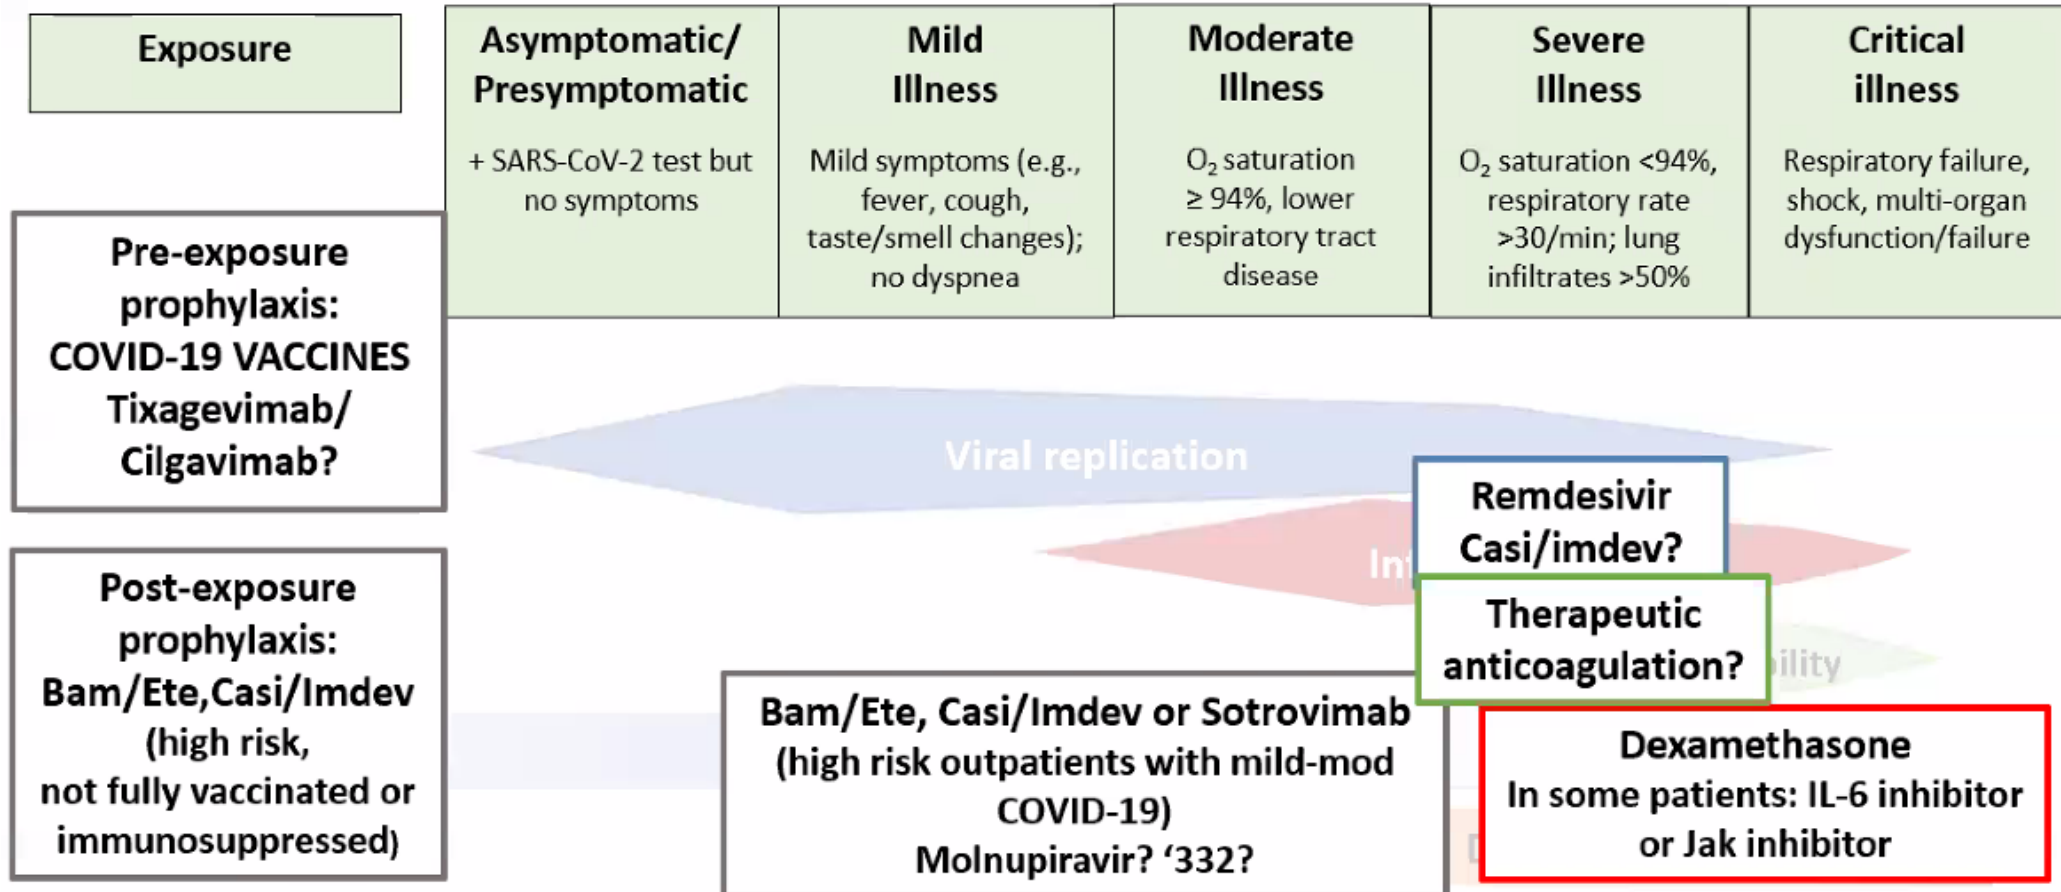 Exposure
Asymptomatic/
Presymptomatic
+ SARS-CoV-2 test but
no symptoms
Mild
Illness
Mild symptoms (e.g.,
fever, cough,
taste/smell changes);
no dyspnea
Moderate
Illness
O₂ saturation
≥ 94%, lower
respiratory tract
disease
Severe
Illness
O₂ saturation <94%,
respiratory rate
>30/min; lung
infiltrates >50%
Critical
illness
Respiratory failure,
shock, multi-organ
dysfunction/failure
Pre-exposure
prophylaxis:
COVID-19 VACCINES
Tixagevimab/
Cilgavimab?
Viral replication
Remdesivir
Casi/imdev?
Therapeutic
anticoagulation?
Post-exposure
prophylaxis:
Bam/Ete,Casi/Imdev
(high risk,
not fully vaccinated or
immunosuppressed)
Bam/Ete, Casi/Imdev or Sotrovimab
(high risk outpatients with mild-mod
COVID-19)
Molnupiravir? ‘332?
Dexamethasone
In some patients: IL-6 inhibitor
or Jak inhibitor